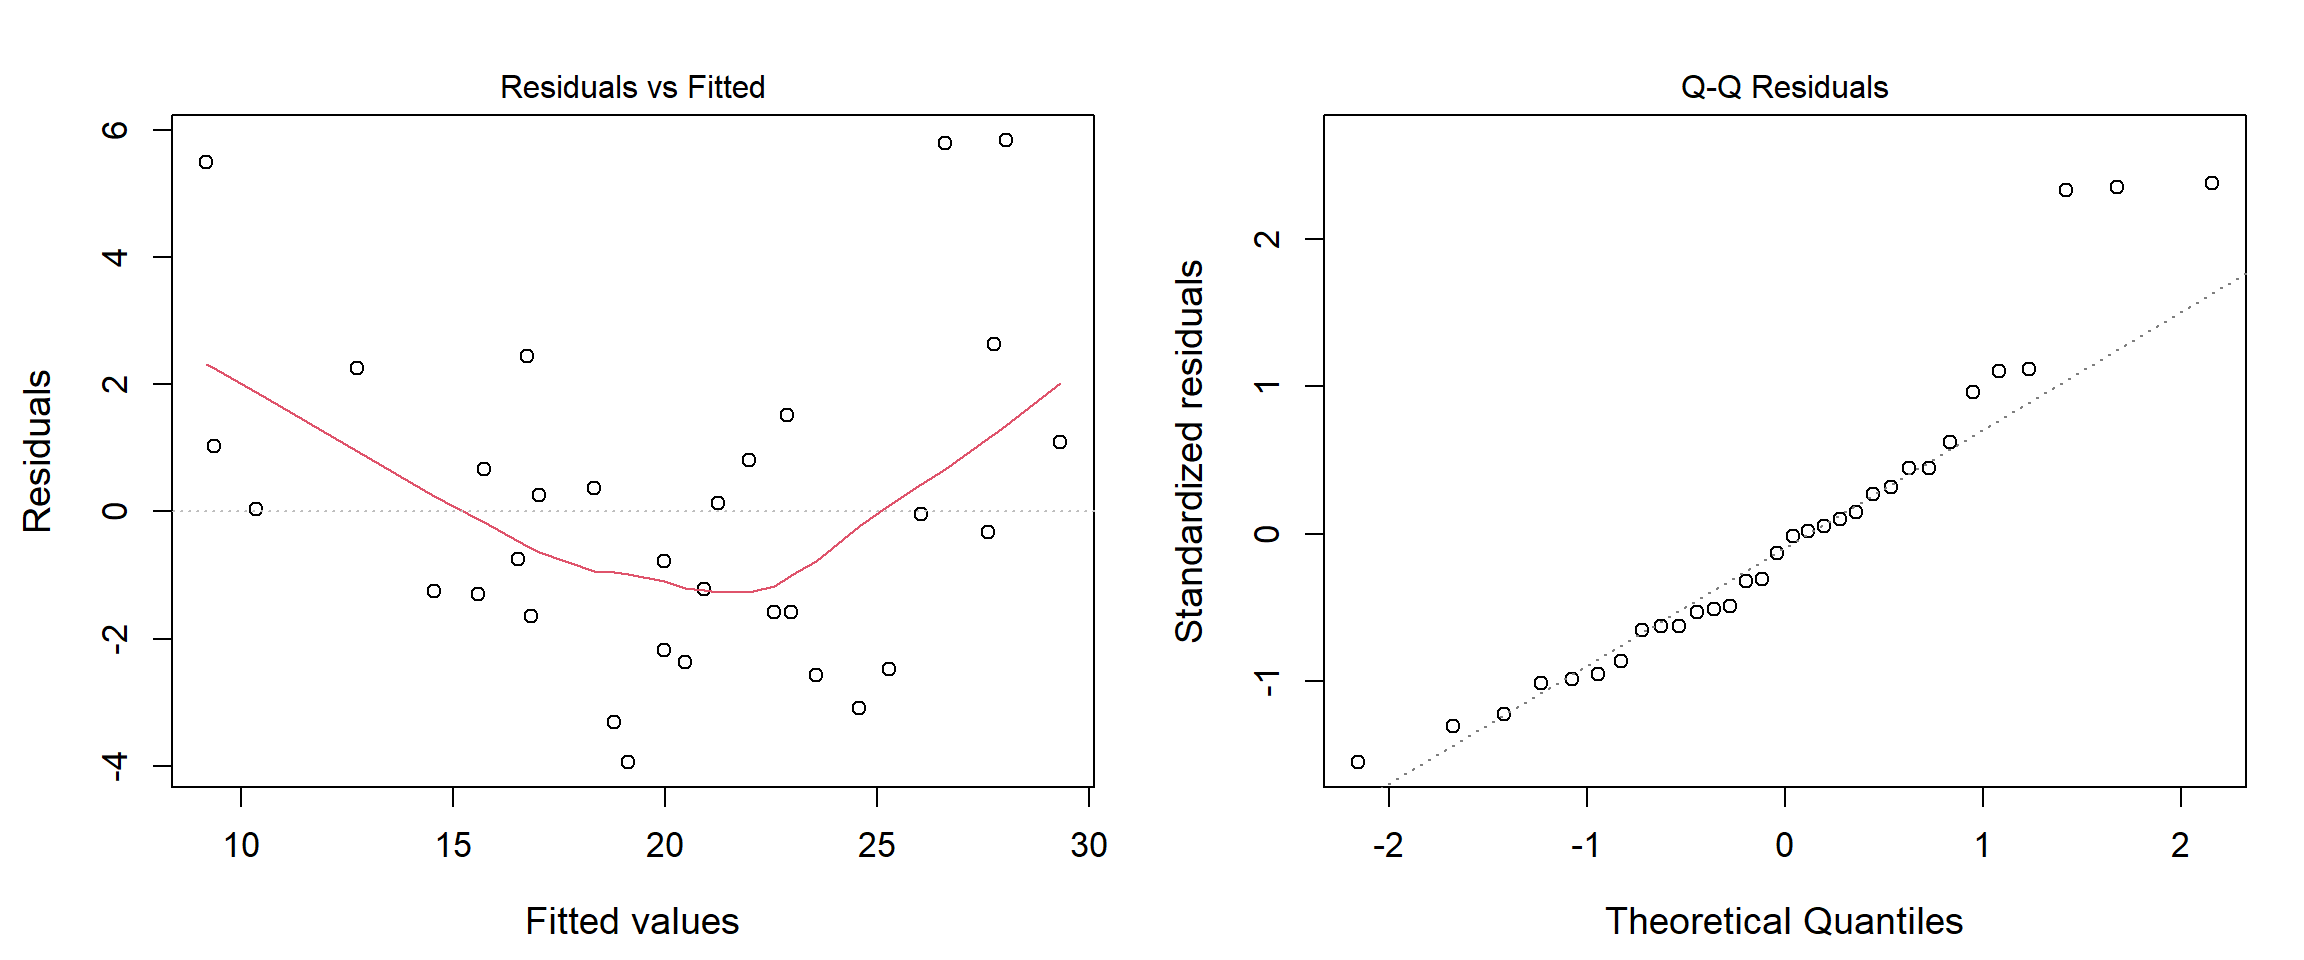 Residuals vs Fitted
Residuals
6
4
2
0
-2
-4
10 15 20 25 30
Fitted values
Q-Q Residuals
Standardized residuals
2
1
0
-1
-2 -1 0 1 2
Theoretical Quantiles